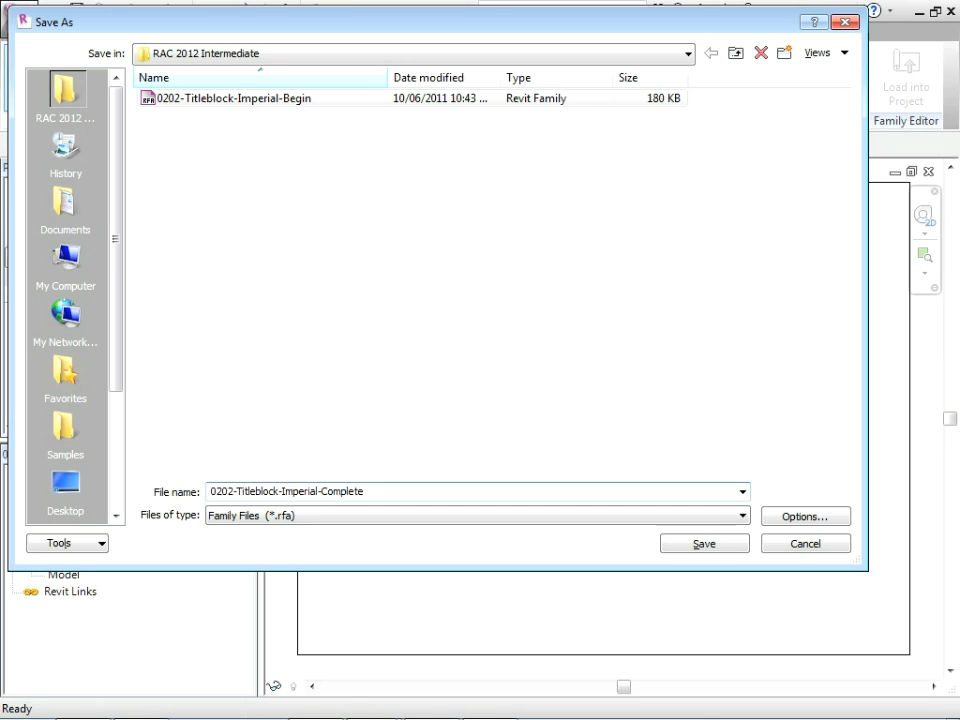 Save As
Save in: RAC 2012 Intermediate
Views
Name Date modified Type Size
0202-Titleblock-Imperial-Begin 10/06/2011 10:43 ... Revit Family 180 KB
RAC 2012 ...
History
Documents
My Computer
My Network...
Favorites
Samples
Desktop
File name: 0202-Titleblock-Imperial-Complete
Files of type: Family Files (*.rfa)
Options...
Tools
Save
Cancel
Load into
Project
Family Editor
2D
Model
Revit Links
Ready